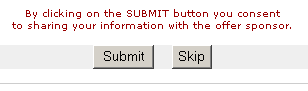 By clicking on the SUBMIT button you consent
to sharing your information with the offer sponsor.
Submit Skip